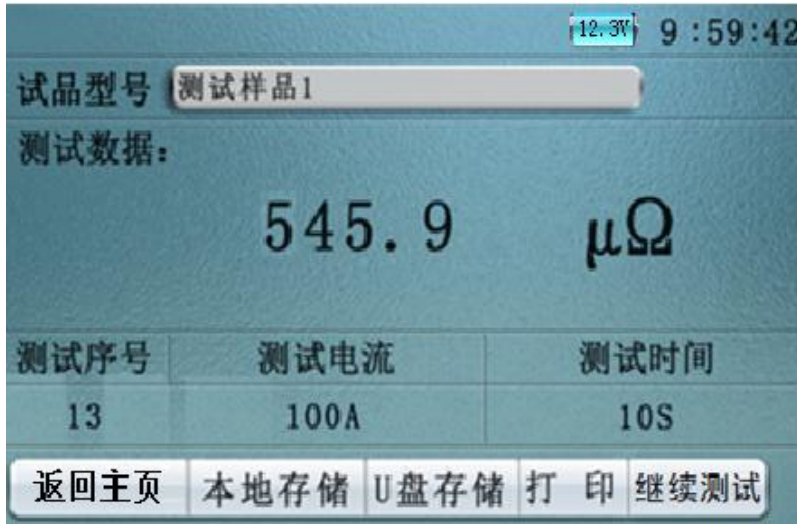 12.3V 9:59:42
试品型号 测试样品1
测试数据：
545.9 μΩ
测试序号 测试电流 测试时间
13 100A 10S
返回主页 本地存储 U盘存储 打 印 继续测试